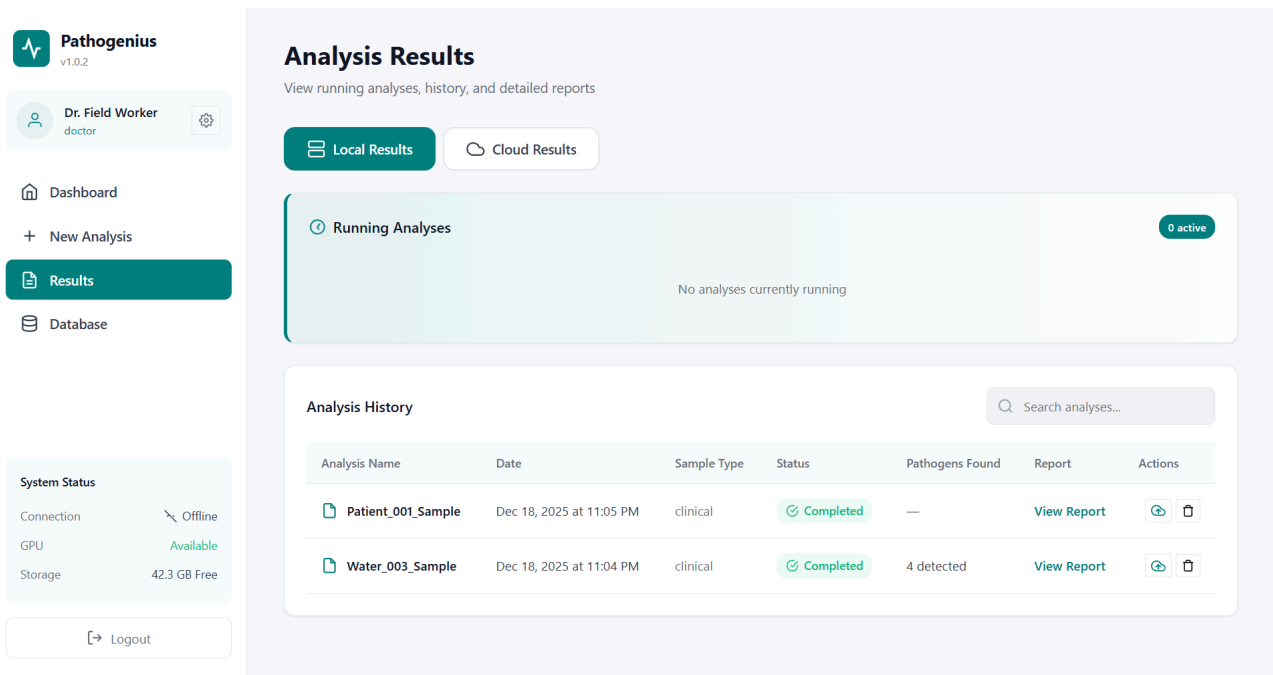 Pathogenius
v1.0.2
Dr. Field Worker
doctor
Dashboard
New Analysis
Results
Database
System Status
Connection Offline
GPU Available
Storage 42.3 GB Free
Logout
Analysis Results
View running analyses, history, and detailed reports
Local Results Cloud Results
Running Analyses 0 active
No analyses currently running
Analysis History Search analyses...
Analysis Name Date Sample Type Status Pathogens Found Report Actions
Patient_001_Sample Dec 18, 2025 at 11:05 PM clinical Completed — View Report
Water_003_Sample Dec 18, 2025 at 11:04 PM clinical Completed 4 detected View Report